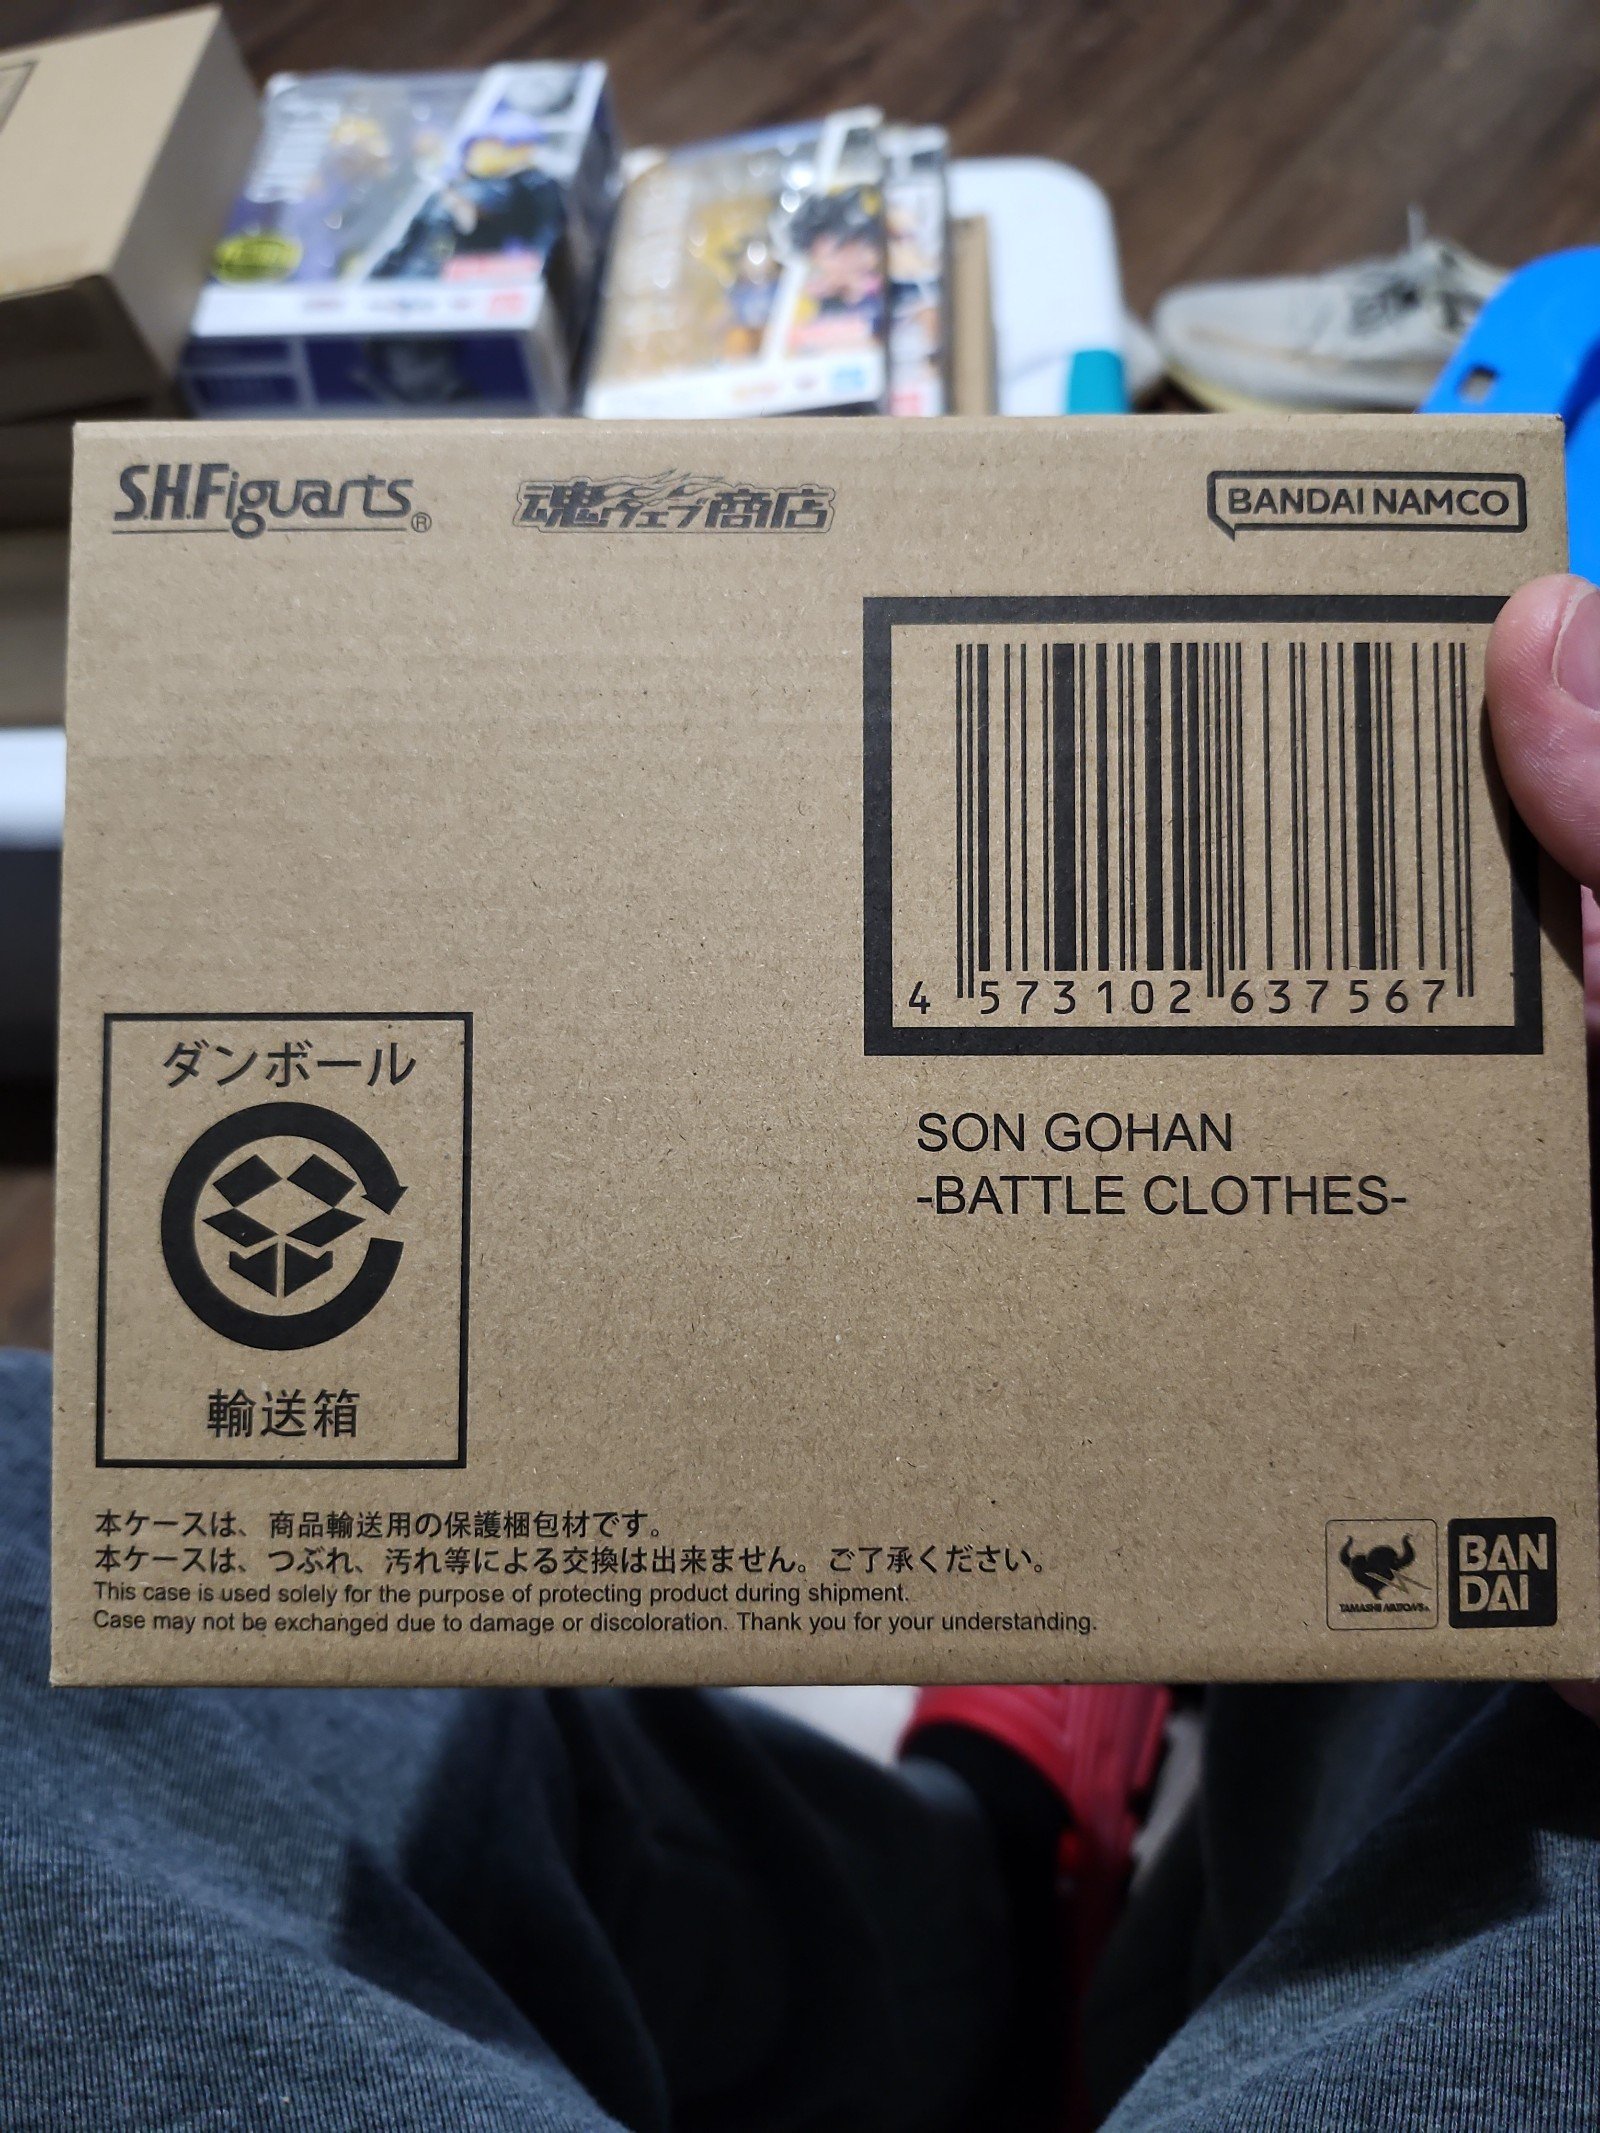 S.H.Figuarts®
魂ウェブ商店
BANDAI NAMCO
4 573102 637567
SON GOHAN
-BATTLE CLOTHES-
ダンボール
輸送箱
本ケースは、商品輸送用の保護梱包材です。
本ケースは、つぶれ、汚れ等による交換は出来ません。ご了承ください。
This case is used solely for the purpose of protecting product during shipment.
Case may not be exchanged due to damage or discoloration. Thank you for your understanding.
TAMASHII NATIONS
BAN
DAI